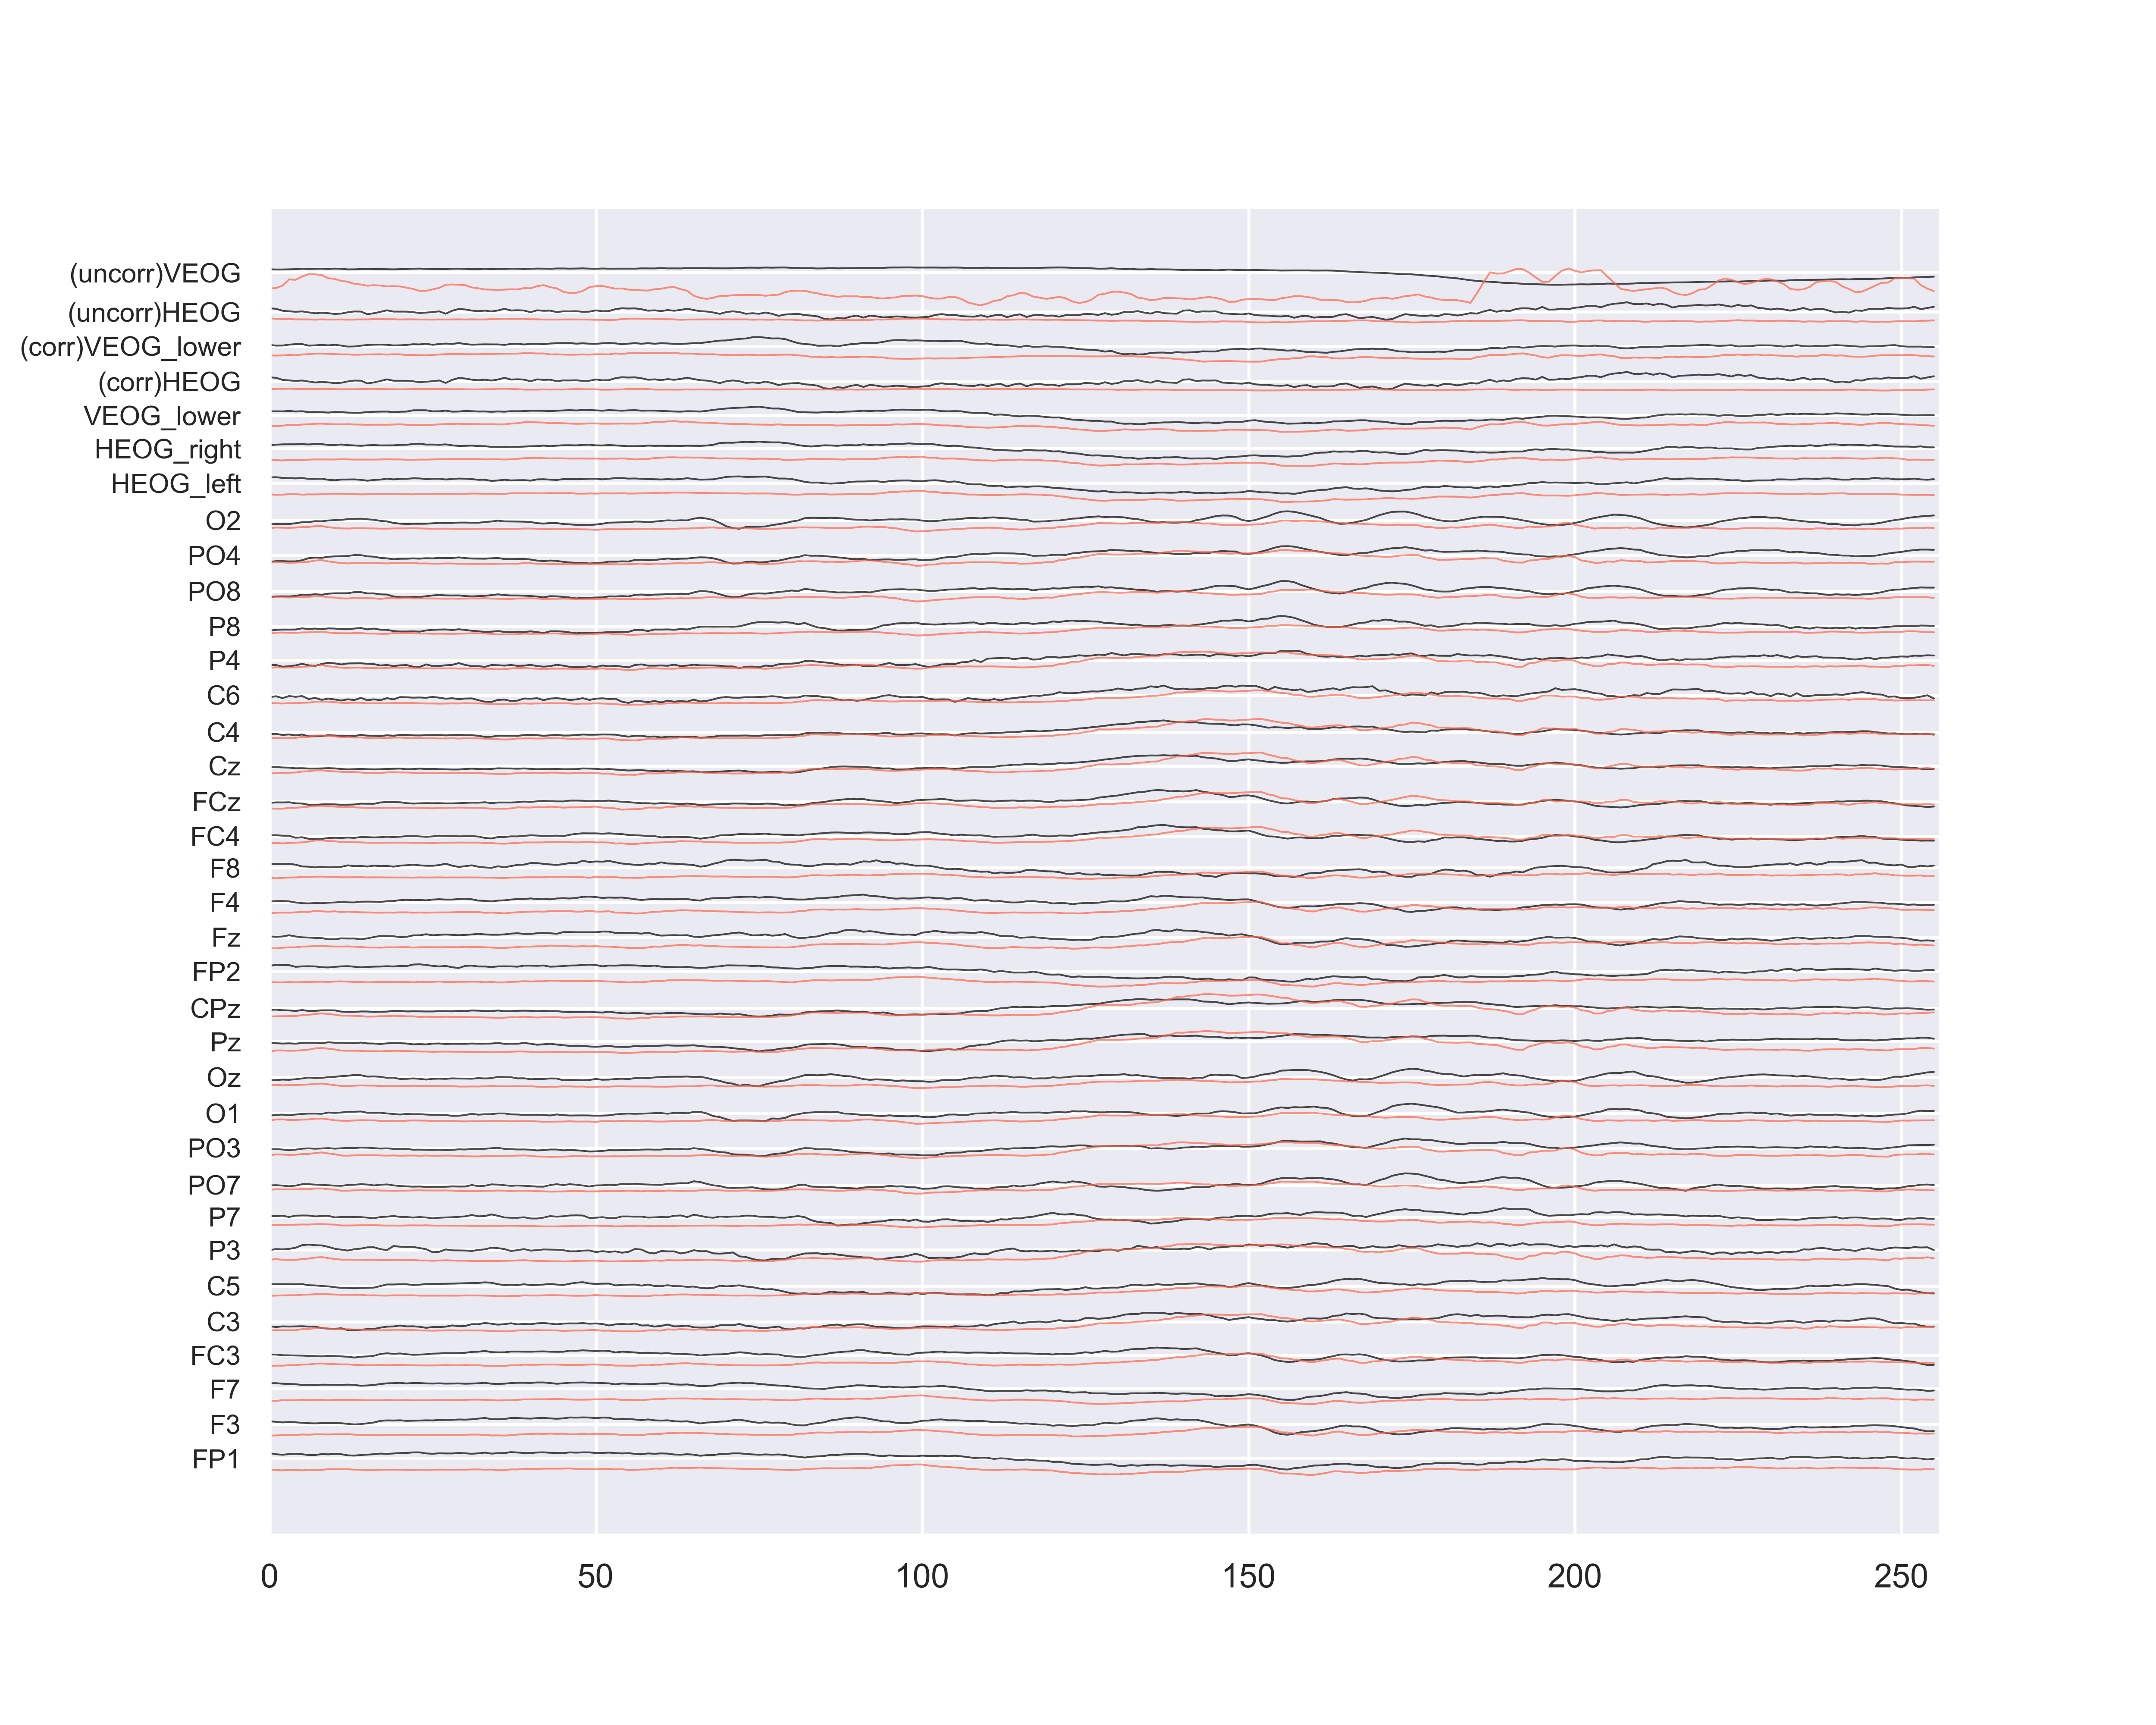 (uncorr)VEOG
(uncorr)HEOG
(corr)VEOG_lower
(corr)HEOG
VEOG_lower
HEOG_right
HEOG_left
O2
PO4
PO8
P8
P4
C6
C4
Cz
FCz
FC4
F8
F4
Fz
FP2
CPz
Pz
Oz
O1
PO3
PO7
P7
P3
C5
C3
FC3
F7
F3
FP1
0 50 100 150 200 250